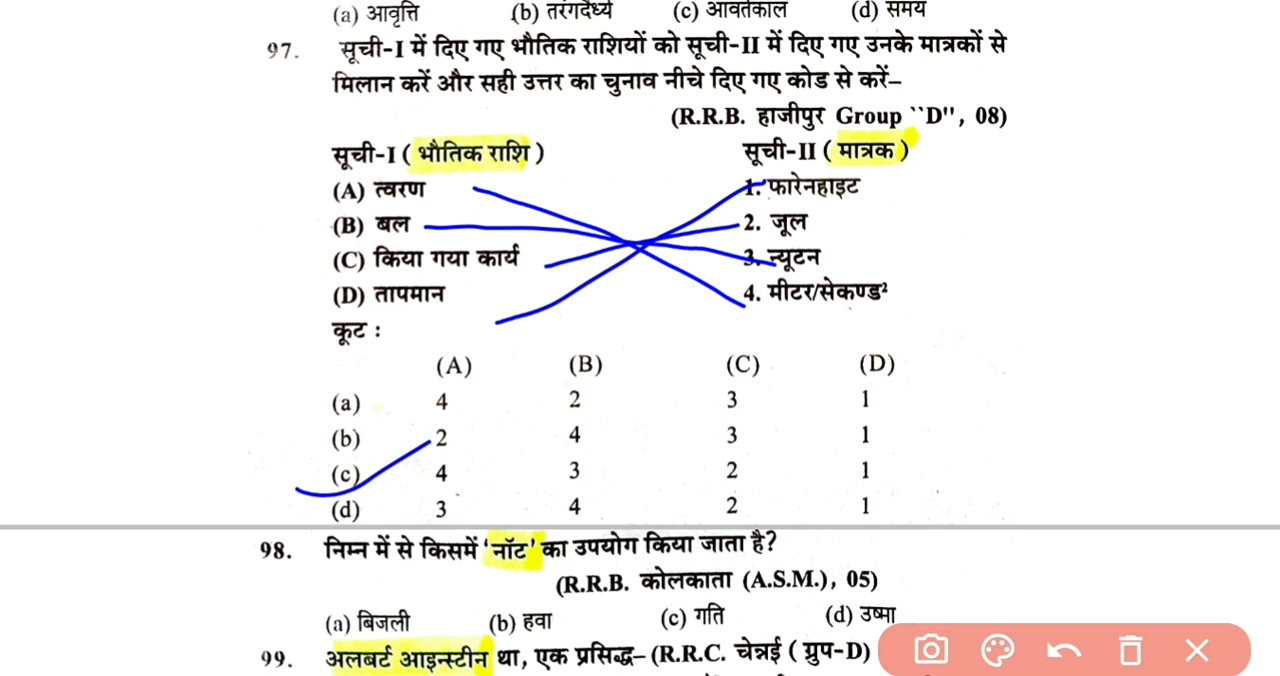 (a) आवृत्ति (b) तरंगदैर्ध्य (c) आवर्तकाल (d) समय
97. सूची-I में दिए गए भौतिक राशियों को सूची-II में दिए गए उनके मात्रकों से
मिलान करें और सही उत्तर का चुनाव नीचे दिए गए कोड से करें–
(R.R.B. हाजीपुर Group ``D", 08)
सूची-I ( भौतिक राशि ) सूची-II ( मात्रक )
(A) त्वरण 1. फारेनहाइट
(B) बल 2. जूल
(C) किया गया कार्य 3. न्यूटन
(D) तापमान 4. मीटर/सेकण्ड²
कूट :
(A) (B) (C) (D)
(a) 4 2 3 1
(b) 2 4 3 1
(c) 4 3 2 1
(d) 3 4 2 1
98. निम्न में से किसमें ‘नॉट’ का उपयोग किया जाता है?
(R.R.B. कोलकाता (A.S.M.), 05)
(a) बिजली (b) हवा (c) गति (d) उष्मा
99. अलबर्ट आइन्स्टीन था, एक प्रसिद्ध– (R.R.C. चेन्नई ( ग्रुप-D)